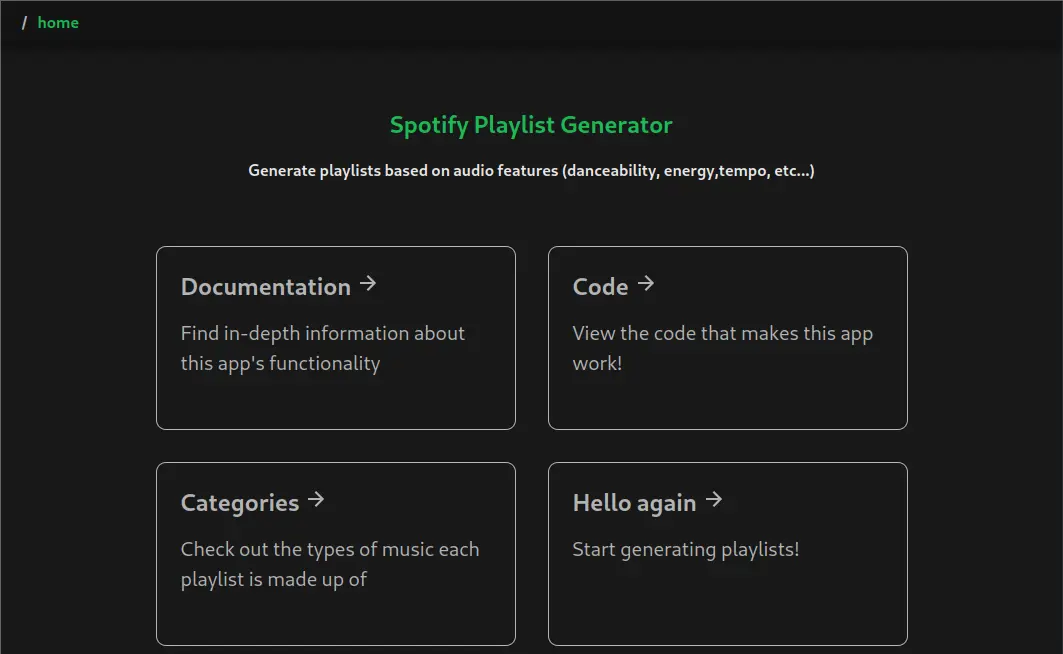 / home
Spotify Playlist Generator
Generate playlists based on audio features (danceability, energy,tempo, etc...)
Documentation →
Find in-depth information about
this app's functionality
Code →
View the code that makes this app
work!
Categories →
Check out the types of music each
playlist is made up of
Hello again →
Start generating playlists!